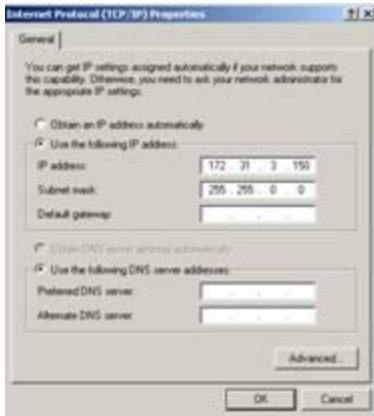 Internet Protocol (TCP/IP) Properties
General
You can get IP settings assigned automatically if your network supports
this capability. Otherwise, you need to ask your network administrator for
the appropriate IP settings.
Obtain an IP address automatically
Use the following IP address:
IP address:
172 . 31 . 3 . 150
Subnet mask:
255 . 255 . 0 . 0
Default gateway:
Obtain DNS server address automatically
Use the following DNS server addresses:
Preferred DNS server:
Alternate DNS server:
Advanced...
OK
Cancel